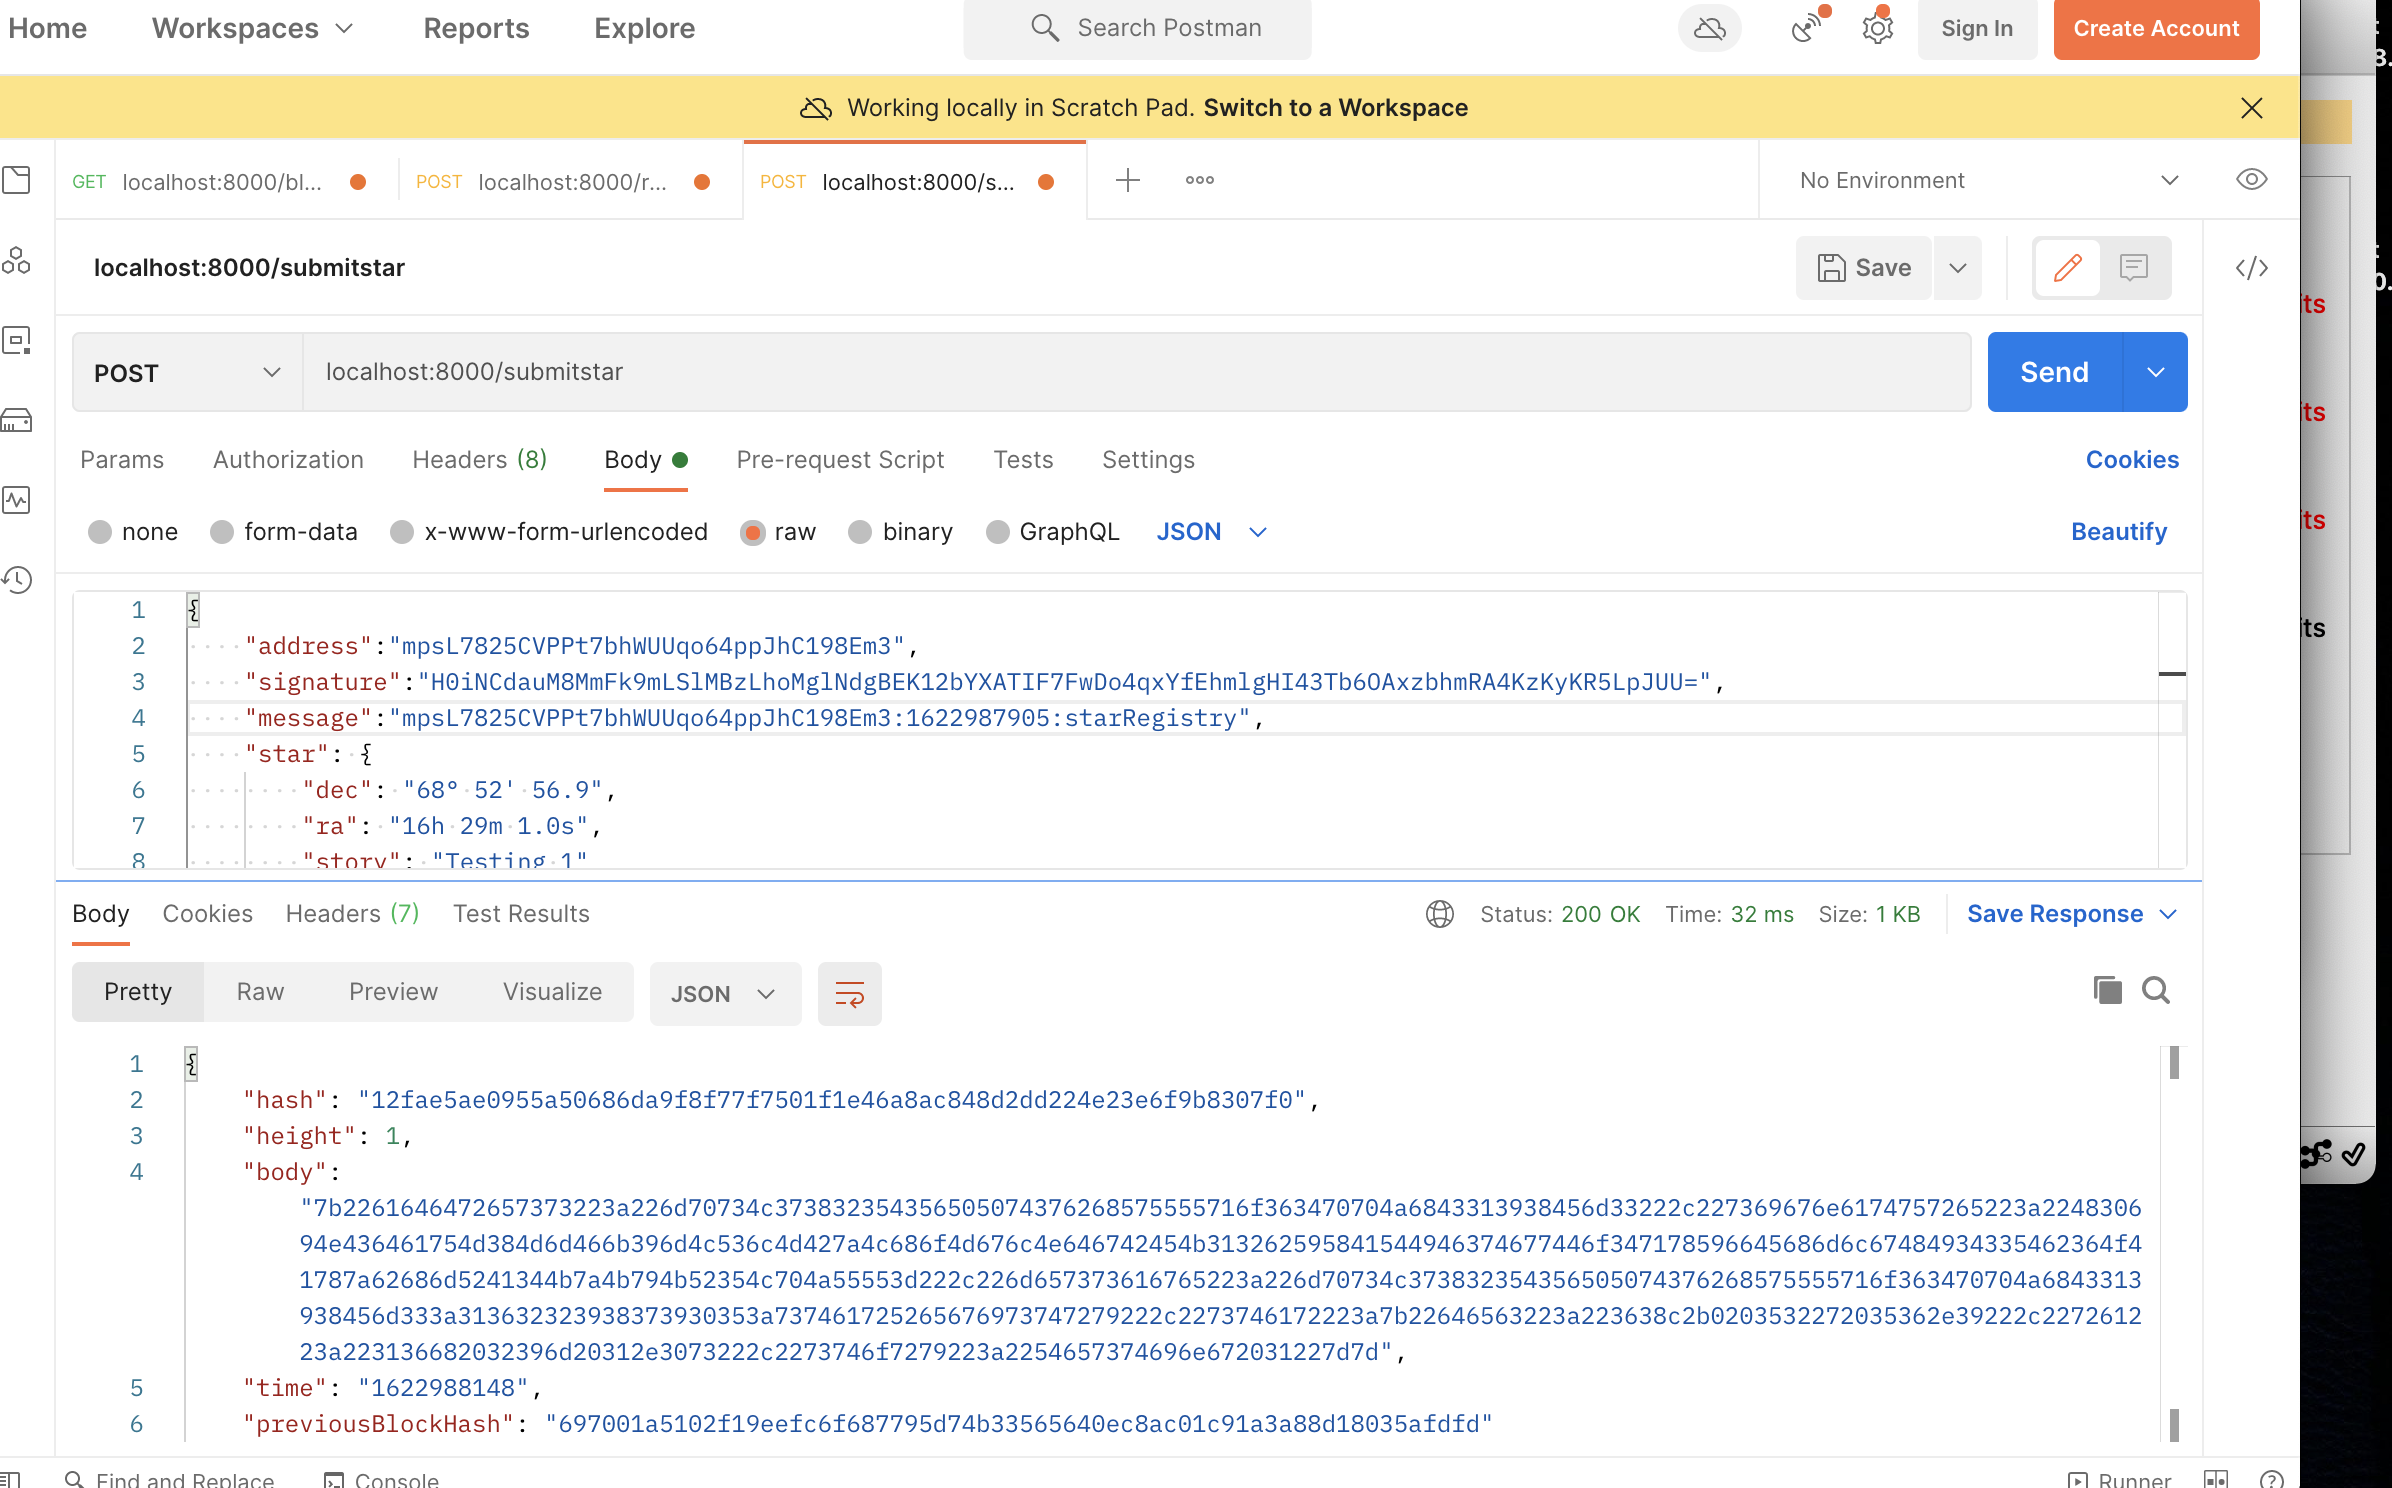 Home Workspaces Reports Explore Search Postman Sign In Create Account
Working locally in Scratch Pad. Switch to a Workspace
GET localhost:8000/bl... POST localhost:8000/r... POST localhost:8000/s... No Environment
localhost:8000/submitstar Save
POST localhost:8000/submitstar Send
Params Authorization Headers (8) Body Pre-request Script Tests Settings Cookies
none form-data x-www-form-urlencoded raw binary GraphQL JSON Beautify
1 {
2 "address":"mpsL7825CVPPt7bhWUUqo64ppJhC198Em3",
3 "signature":"H0iNCdauM8MmFk9mLSlMBzLhoMglNdgBEK12bYXATIF7FwDo4qxYfEhmlgHI43Tb6OAxzbhmRA4KzKyKR5LpJUU=",
4 "message":"mpsL7825CVPPt7bhWUUqo64ppJhC198Em3:1622987905:starRegistry",
5 "star": {
6 "dec": "68° 52' 56.9",
7 "ra": "16h 29m 1.0s",
8 "story": "Testing 1"
Body Cookies Headers (7) Test Results Status: 200 OK Time: 32 ms Size: 1 KB Save Response
Pretty Raw Preview Visualize JSON
1 {
2 "hash": "12fae5ae0955a50686da9f8f77f7501f1e46a8ac848d2dd224e23e6f9b8307f0",
3 "height": 1,
4 "body":
"7b2261646472657373223a226d70734c37383235435650507437626857555571 6f363470704a6843313938456d33222c227369676e6174757265223a22483069
4e436461754d384d6d466b396d4c536c4d427a4c686f4d676c4e646742454b31326259584154494637467744 6f347178596645686d6c67484934335462364f4
1787a62686d5241344b7a4b794b52354c704a55553d222c226d657373616765223a226d70734c373832354356505074376268575555716f363470704a6843313
938456d333a313632323938373930353a737461725265676973747279222c2273746172223a7b22646563223a223638c2b0203532272035362e39222c2272612
23a223136682032396d20312e3073222c2273746f7279223a2254657374696e672031227d7d",
5 "time": "1622988148",
6 "previousBlockHash": "697001a5102f19eefc6f687795d74b33565640ec8ac01c91a3a88d18035afdfd"
Find and Replace Console Runner